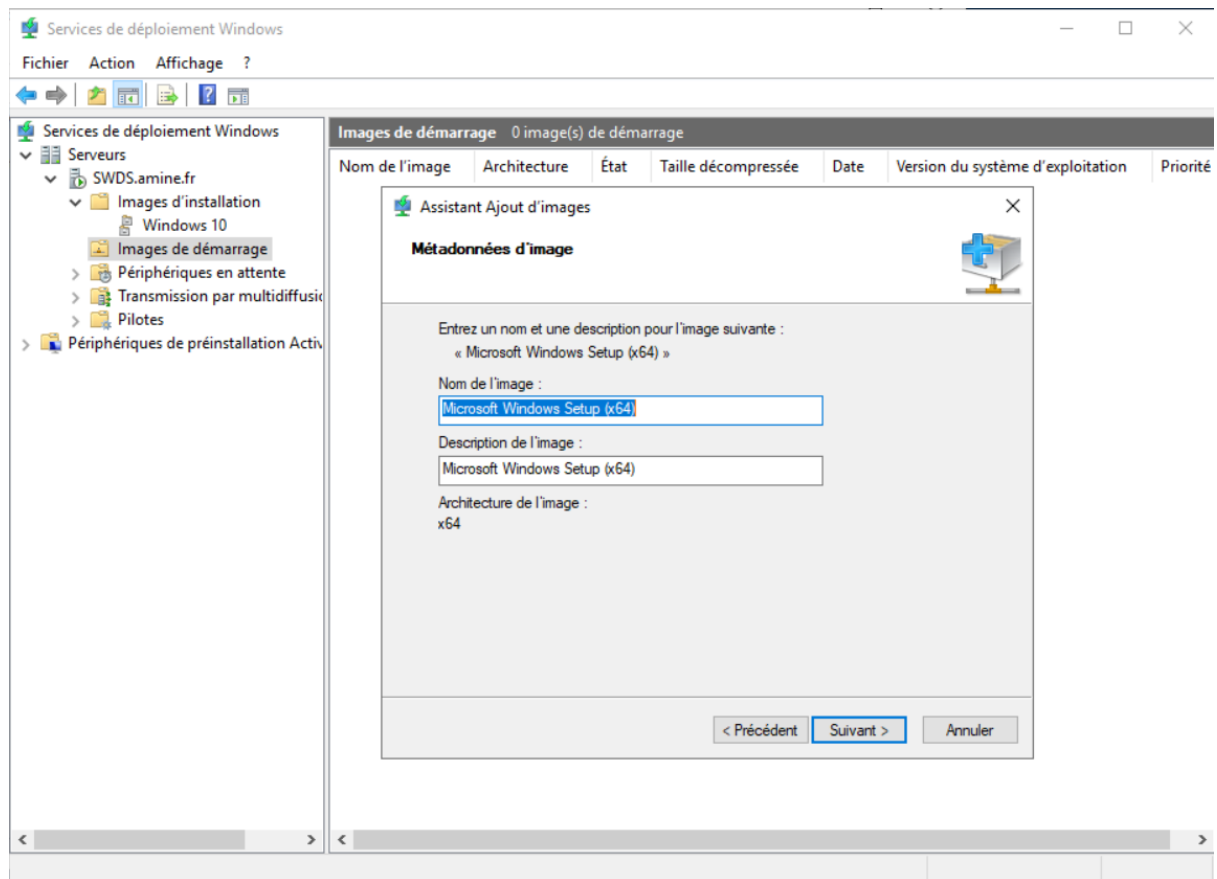 Services de déploiement Windows
Fichier Action Affichage ?
Services de déploiement Windows
Serveurs
SWDS.amine.fr
Images d'installation
Windows 10
Images de démarrage
Périphériques en attente
Transmission par multidiffusio
Pilotes
Périphériques de préinstallation Activ
Images de démarrage 0 image(s) de démarrage
Nom de l'image Architecture État Taille décompressée Date Version du système d'exploitation Priorité
Assistant Ajout d'images
Métadonnées d'image
Entrez un nom et une description pour l'image suivante :
« Microsoft Windows Setup (x64) »
Nom de l'image :
Microsoft Windows Setup (x64)
Description de l'image :
Microsoft Windows Setup (x64)
Architecture de l'image :
x64
< Précédent Suivant > Annuler